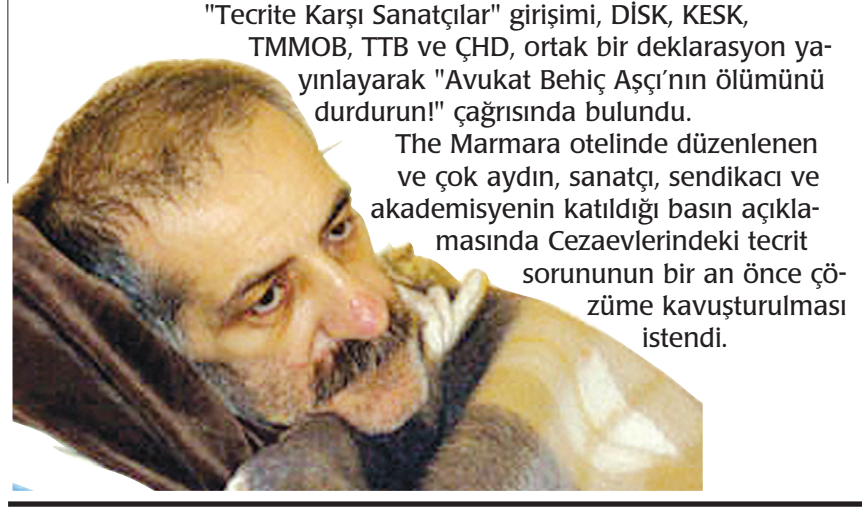 "Tecrite Karşı Sanatçılar" girişimi, DİSK, KESK,
TMMOB, TTB ve ÇHD, ortak bir deklarasyon ya-
yınlayarak "Avukat Behiç Aşçı'nın ölümünü
durdurun!" çağrısında bulundu.
The Marmara otelinde düzenlenen
ve çok aydın, sanatçı, sendikacı ve
akademisyenin katıldığı basın açıkla-
masında Cezaevlerindeki tecrit
sorununun bir an önce çö-
züme kavuşturulması
istendi.